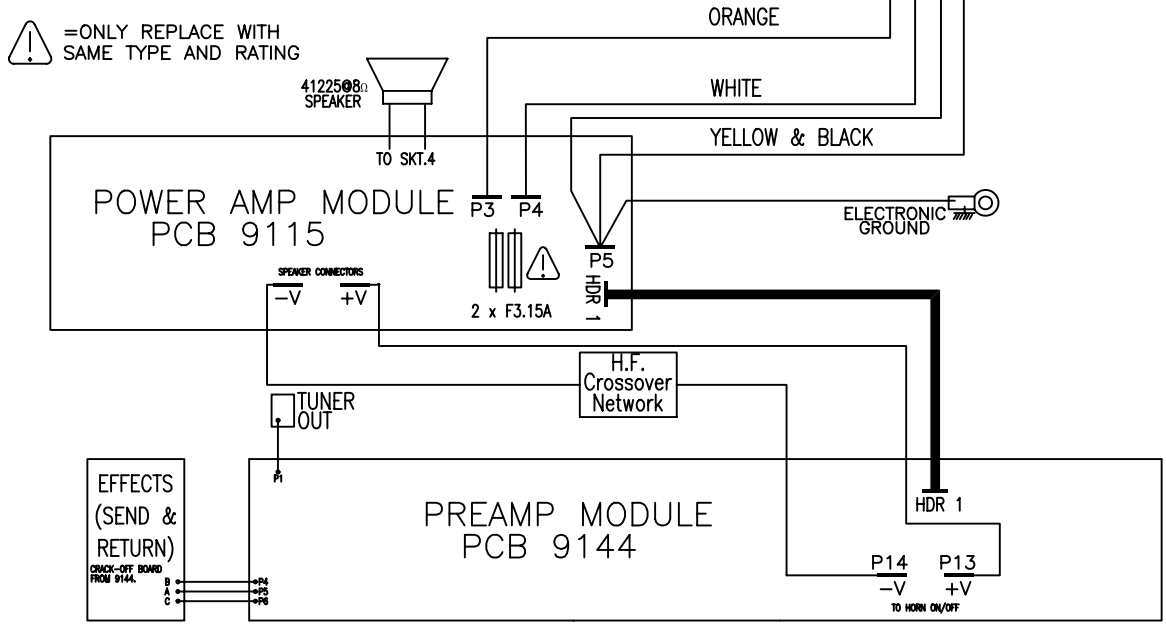 =ONLY REPLACE WITH
SAME TYPE AND RATING
ORANGE
WHITE
YELLOW & BLACK
41225@8Ω
SPEAKER
TO SKT.4
POWER AMP MODULE
PCB 9115
P3
P4
P5
HDR 1
ELECTRONIC
GROUND
SPEAKER CONNECTORS
-V
+V
2 x F3.15A
H.F.
Crossover
Network
TUNER
OUT
P1
EFFECTS
(SEND &
RETURN)
CRACK-OFF BOARD
FROM 9144.
B
A
C
P4
P5
P6
PREAMP MODULE
PCB 9144
HDR 1
P14
P13
-V
+V
TO HORN ON/OFF